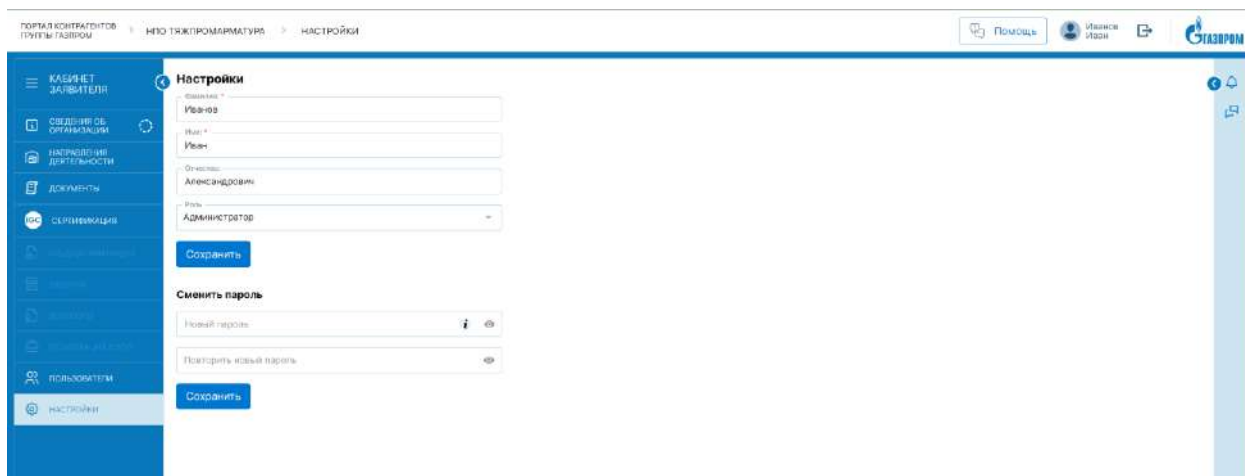 ПОРТАЛ КОНТРАГЕНТОВ
ГРУППЫ ГАЗПРОМ
НПО ТЯЖПРОМАРМАТУРА
НАСТРОЙКИ
Помощь
Иванов
Иван
ГАЗПРОМ
КАБИНЕТ
ЗАЯВИТЕЛЯ
СВЕДЕНИЯ ОБ
ОРГАНИЗАЦИИ
НАПРАВЛЕНИЯ
ДЕЯТЕЛЬНОСТИ
ДОКУМЕНТЫ
IGC
СЕРТИФИКАЦИЯ
ПОЛЬЗОВАТЕЛИ
НАСТРОЙКИ
Настройки
Фамилия *
Иванов
Имя *
Иван
Отчество
Александрович
Роль
Администратор
Сохранить
Сменить пароль
Новый пароль
i
Повторить новый пароль
Сохранить